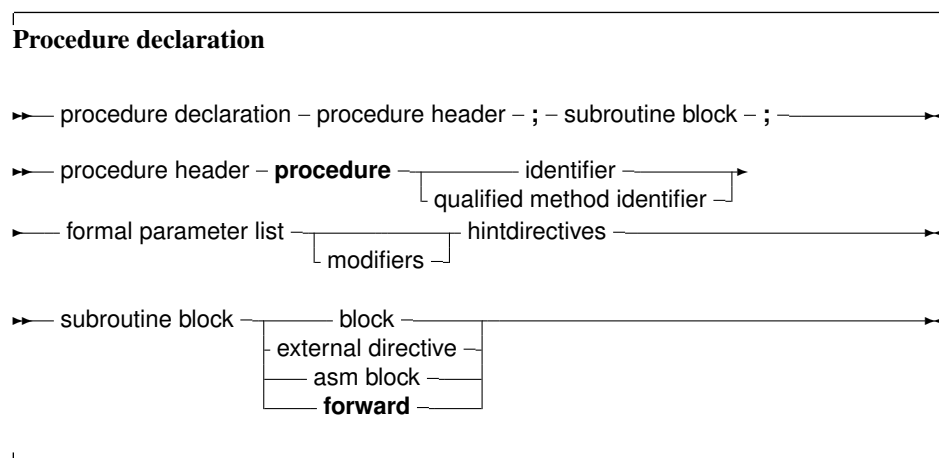 Procedure declaration
procedure declaration procedure header ; subroutine block ;
procedure header procedure identifier
qualified method identifier
formal parameter list hintdirectives
modifiers
subroutine block block
external directive
asm block
forward